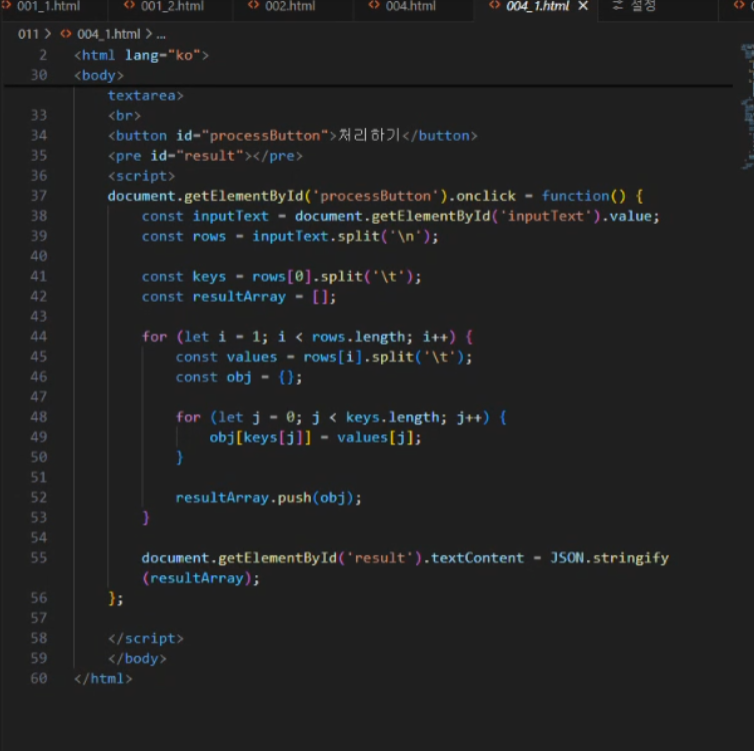 001_1.html 001_2.html 002.html 004.html 004_1.html × 설정
011 > 004_1.html > ...
2 <html lang="ko">
30 <body>
textarea>
33 <br>
34 <button id="processButton">처리하기</button>
35 <pre id="result"></pre>
36 <script>
37 document.getElementById('processButton').onclick = function() {
38 const inputText = document.getElementById('inputText').value;
39 const rows = inputText.split('\n');
40
41 const keys = rows[0].split('\t');
42 const resultArray = [];
43
44 for (let i = 1; i < rows.length; i++) {
45 const values = rows[i].split('\t');
46 const obj = {};
47
48 for (let j = 0; j < keys.length; j++) {
49 obj[keys[j]] = values[j];
50 }
51
52 resultArray.push(obj);
53 }
54
55 document.getElementById('result').textContent = JSON.stringify
(resultArray);
56 };
57
58 </script>
59 </body>
60 </html>